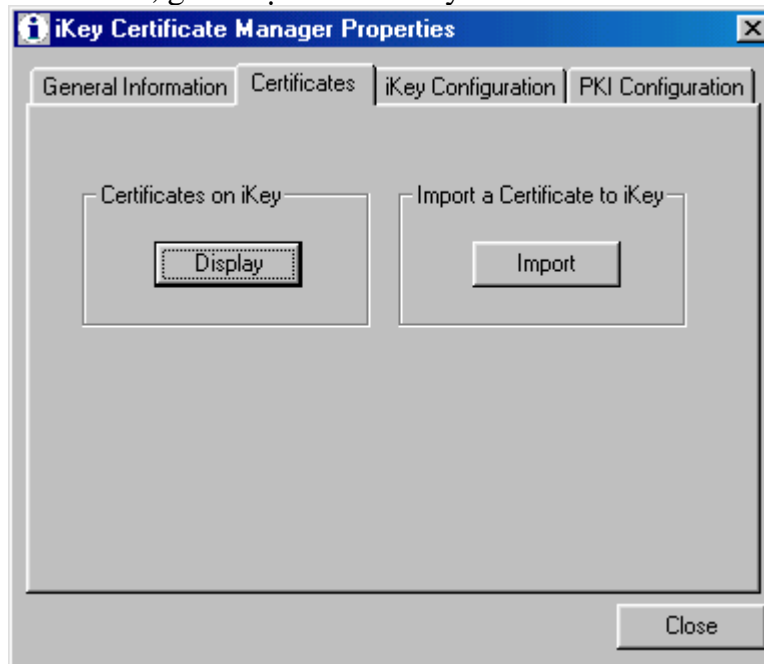 iKey Certificate Manager Properties
General Information Certificates iKey Configuration PKI Configuration
Certificates on iKey Import a Certificate to iKey
Display Import
Close